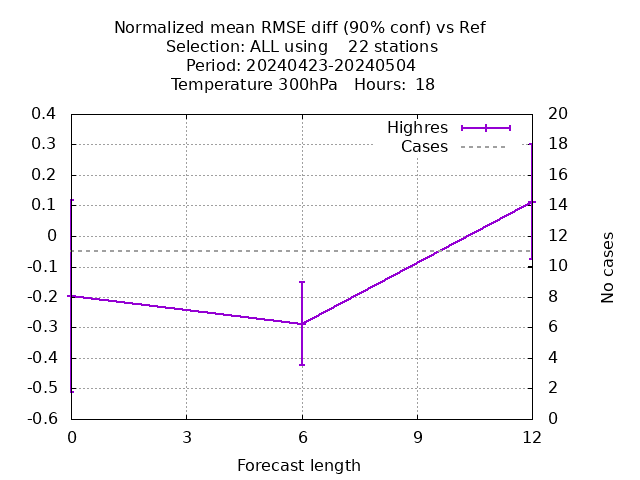 Normalized mean RMSE diff (90% conf) vs Ref
Selection: ALL using    22 stations
Period: 20240423-20240504
Temperature 300hPa   Hours:  18
Highres
Cases
0.4
0.3
0.2
0.1
0
-0.1
-0.2
-0.3
-0.4
-0.5
-0.6
20
18
16
14
12
10
8
6
4
2
0
No cases
0 3 6 9 12
Forecast length